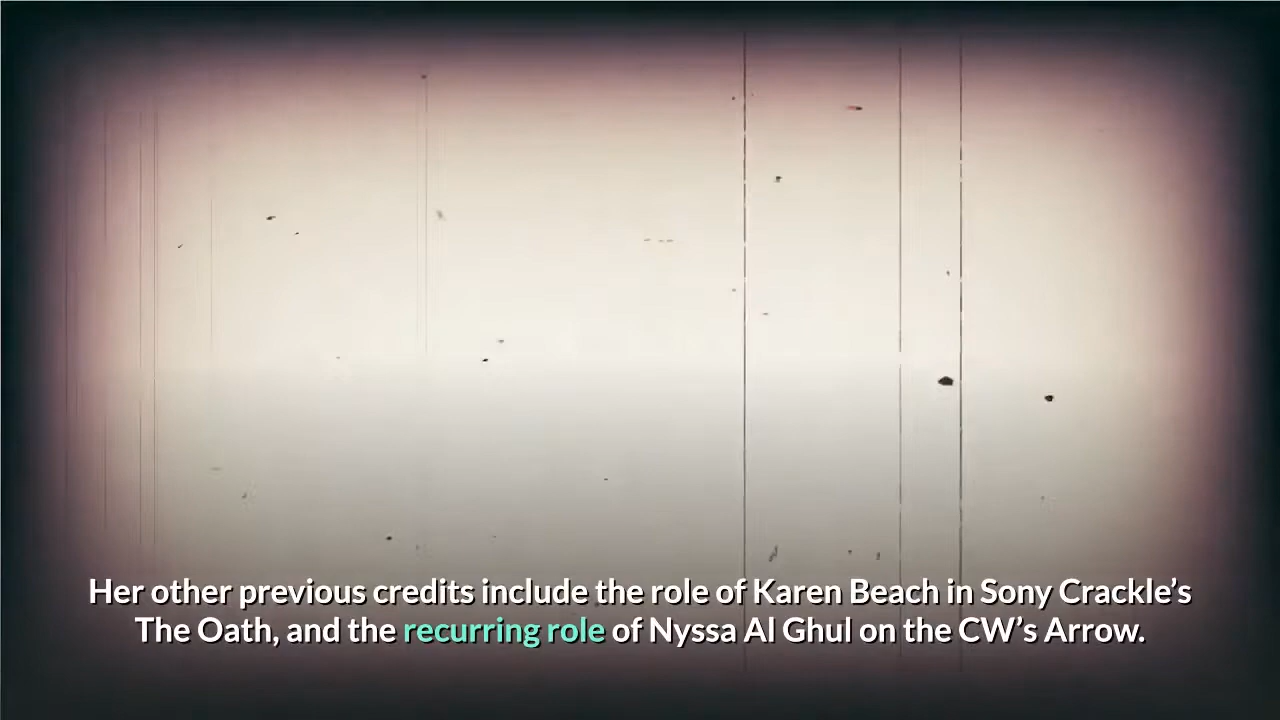 Her other previous credits include the role of Karen Beach in Sony Crackle’s
The Oath, and the recurring role of Nyssa Al Ghul on the CW’s Arrow.